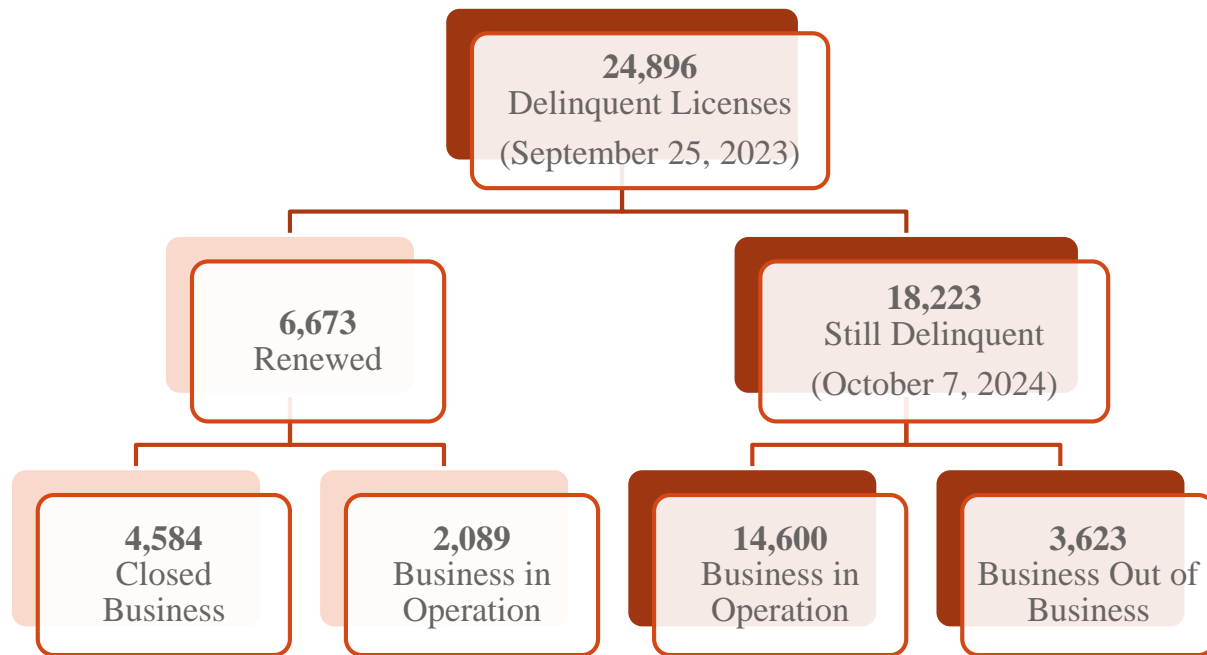 24,896
Delinquent Licenses
(September 25, 2023)
6,673
Renewed
18,223
Still Delinquent
(October 7, 2024)
4,584
Closed
Business
2,089
Business in
Operation
14,600
Business in
Operation
3,623
Business Out of
Business